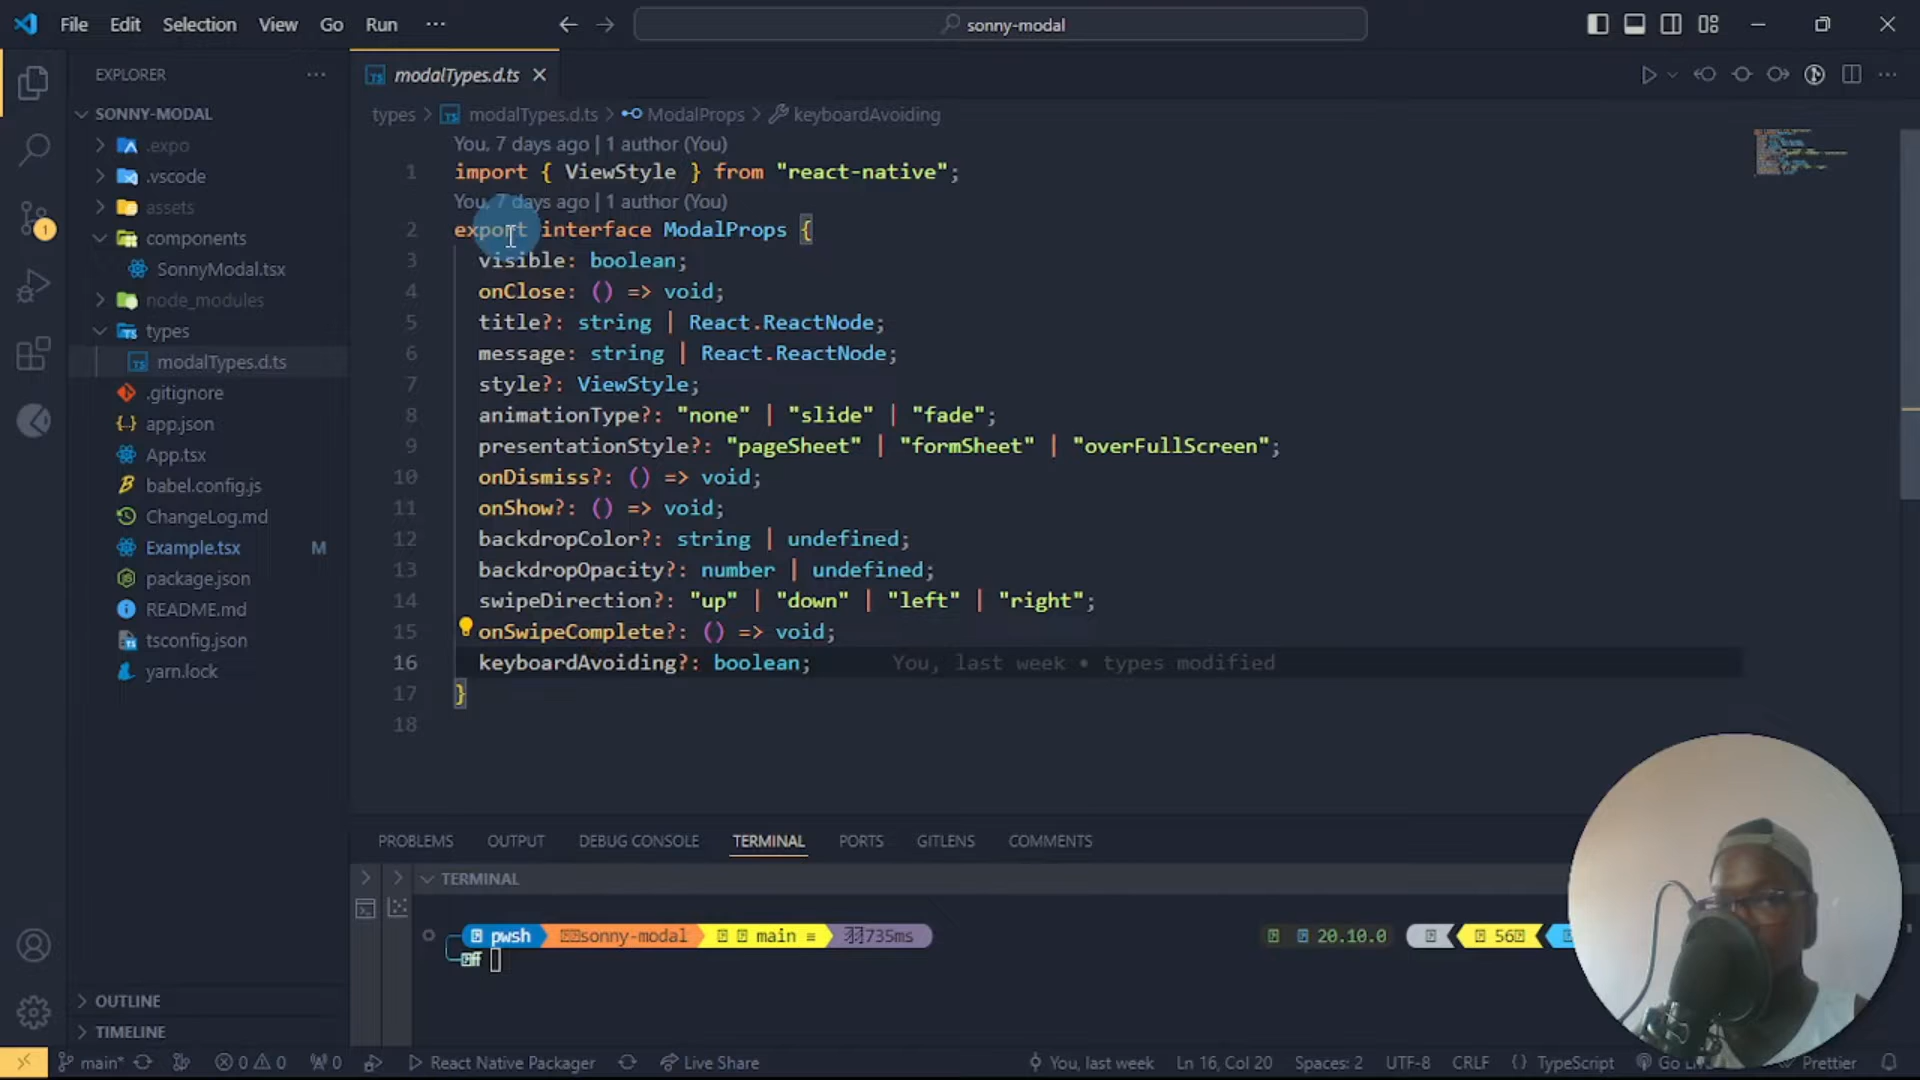 File Edit Selection View Go Run ··· sonny-modal
EXPLORER ···
SONNY-MODAL
.expo
.vscode
assets
components
SonnyModal.tsx
node_modules
types
modalTypes.d.ts
.gitignore
app.json
App.tsx
babel.config.js
ChangeLog.md
Example.tsx M
package.json
README.md
tsconfig.json
yarn.lock
OUTLINE
TIMELINE
1
modalTypes.d.ts
types > modalTypes.d.ts > ModalProps > keyboardAvoiding
You, 7 days ago | 1 author (You)
1 import { ViewStyle } from "react-native";
You, 7 days ago | 1 author (You)
2 export interface ModalProps {
3 visible: boolean;
4 onClose: () => void;
5 title?: string | React.ReactNode;
6 message: string | React.ReactNode;
7 style?: ViewStyle;
8 animationType?: "none" | "slide" | "fade";
9 presentationStyle?: "pageSheet" | "formSheet" | "overFullScreen";
10 onDismiss?: () => void;
11 onShow?: () => void;
12 backdropColor?: string | undefined;
13 backdropOpacity?: number | undefined;
14 swipeDirection?: "up" | "down" | "left" | "right";
15 onSwipeComplete?: () => void;
16 keyboardAvoiding?: boolean; You, last week • types modified
17 }
18
PROBLEMS OUTPUT DEBUG CONSOLE TERMINAL PORTS GITLENS COMMENTS
TERMINAL
pwsh sonny-modal main ≡ 735ms 20.10.0 56
main* 0 0 0 React Native Packager Live Share You, last week Ln 16, Col 20 Spaces: 2 UTF-8 CRLF {} TypeScript Go Prettier